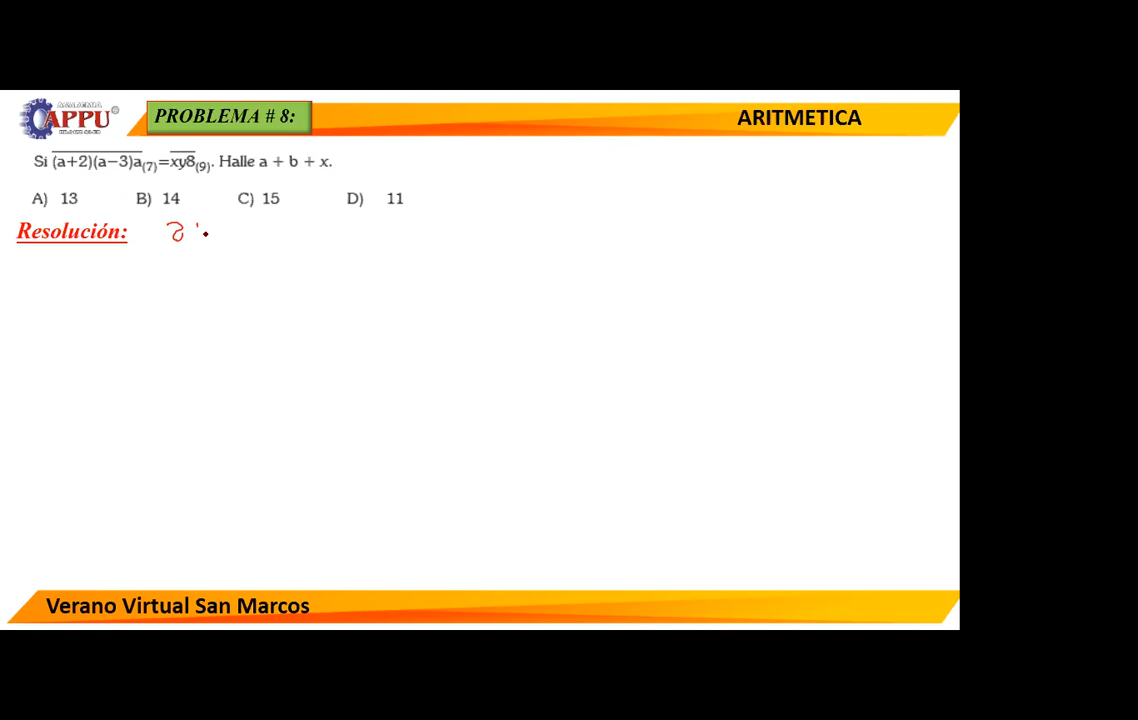 ACADEMIA
APPU®
PROBLEMA # 8:
ARITMETICA
Si (a+2)(a−3)a(7)=xy8(9). Halle a + b + x.
A) 13 B) 14 C) 15 D) 11
Resolución:
Verano Virtual San Marcos